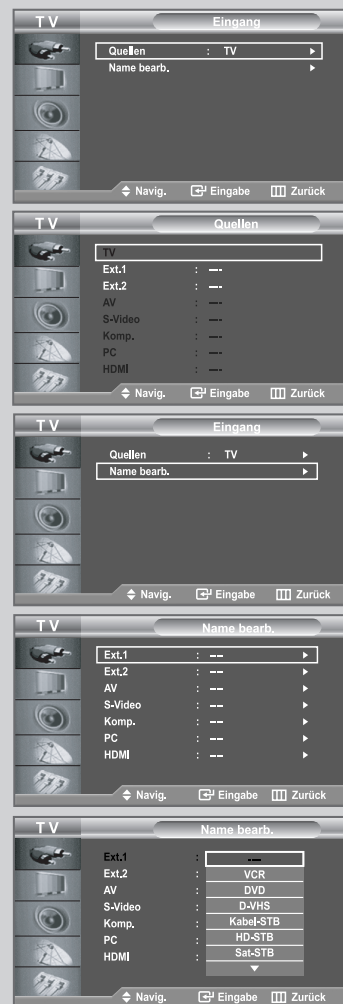 TV Eingang
Quellen : TV ▶
Name bearb. ▶
Navig. Eingabe Zurück
TV Quellen
TV
Ext.1 : ---
Ext.2 : ---
AV : ---
S-Video : ---
Komp. : ---
PC : ---
HDMI : ---
Navig. Eingabe Zurück
TV Eingang
Quellen : TV ▶
Name bearb. ▶
Navig. Eingabe Zurück
TV Name bearb.
Ext.1 : -- ▶
Ext.2 : -- ▶
AV : -- ▶
S-Video : -- ▶
Komp. : -- ▶
PC : -- ▶
HDMI : -- ▶
Navig. Eingabe Zurück
TV Name bearb.
Ext.1 : ---
Ext.2 : VCR
AV : DVD
S-Video : D-VHS
Komp. : Kabel-STB
PC : HD-STB
HDMI : Sat-STB
▼
Navig. Eingabe Zurück